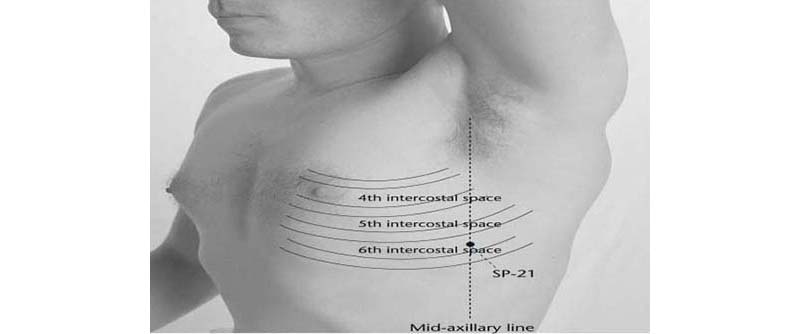 4th intercostal space
5th intercostal space
6th intercostal space
SP-21
Mid-axillary line